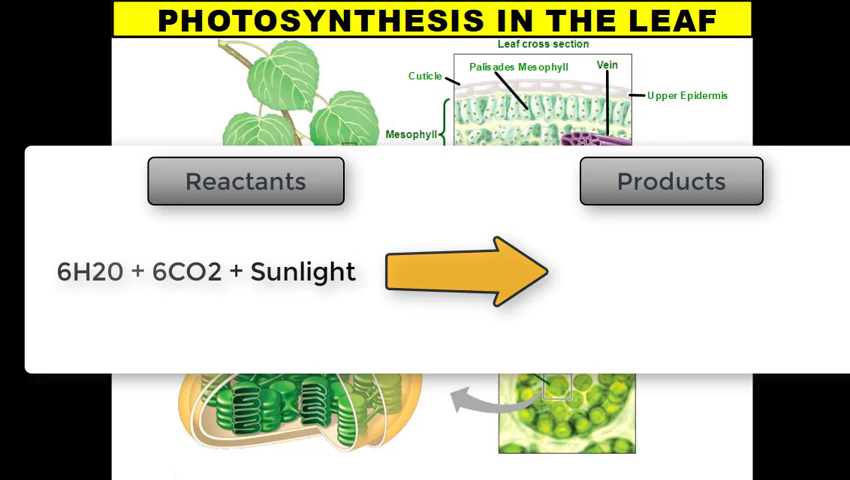 PHOTOSYNTHESIS IN THE LEAF
Leaf cross section
Cuticle
Palisades Mesophyll
Vein
Upper Epidermis
Mesophyll
Reactants
Products
6H20 + 6CO2 + Sunlight